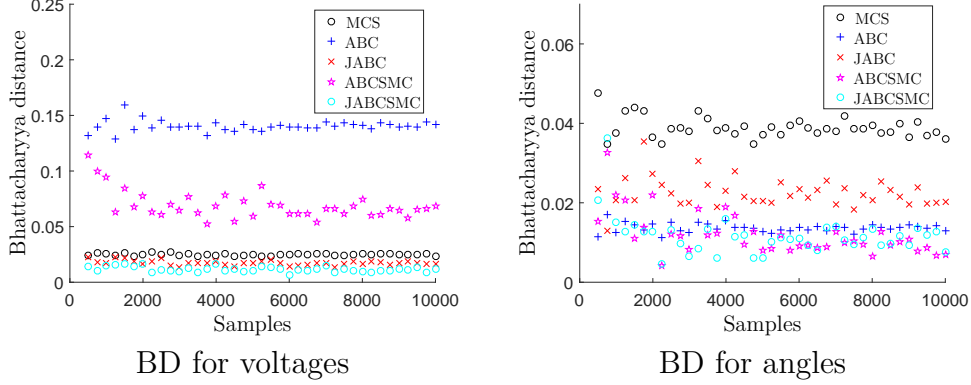 0.25
0.2
0.15
0.1
0.05
0
Bhattacharyya distance
MCS
ABC
JABC
ABCSMC
JABCSMC
0 2000 4000 6000 8000 10000
Samples
BD for voltages
0.06
0.04
0.02
0
Bhattacharyya distance
MCS
ABC
JABC
ABCSMC
JABCSMC
0 2000 4000 6000 8000 10000
Samples
BD for angles